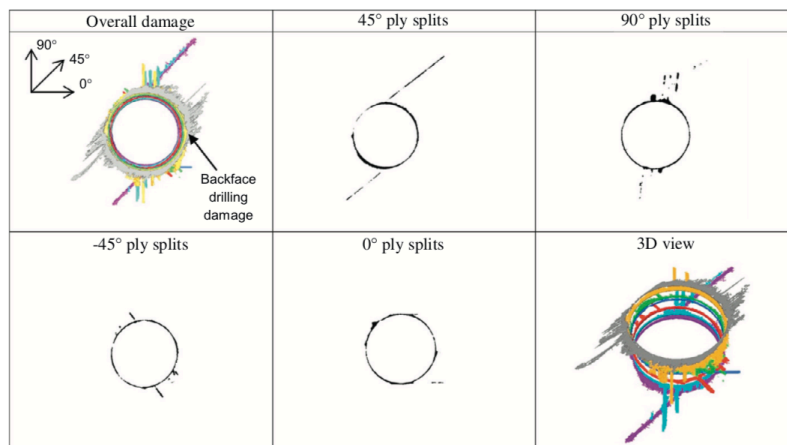 Overall damage
45° ply splits
90° ply splits
90°
45°
0°
Backface
drilling
damage
-45° ply splits
0° ply splits
3D view